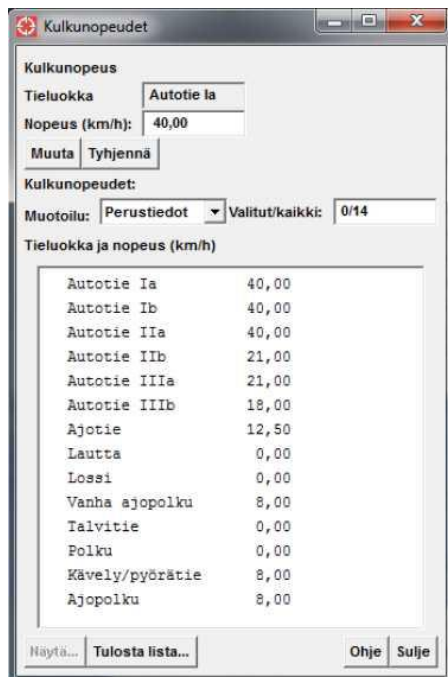 Kulkunopeudet
Kulkunopeus
Tieluokka Autotie Ia
Nopeus (km/h): 40,00
Muuta Tyhjennä
Kulkunopeudet:
Muotoilu: Perustiedot Valitut/kaikki: 0/14
Tieluokka ja nopeus (km/h)
Autotie Ia 40,00
Autotie Ib 40,00
Autotie IIa 40,00
Autotie IIb 21,00
Autotie IIIa 21,00
Autotie IIIb 18,00
Ajotie 12,50
Lautta 0,00
Lossi 0,00
Vanha ajopolku 8,00
Talvitie 0,00
Polku 0,00
Kävely/pyörätie 8,00
Ajopolku 8,00
Näytä... Tulosta lista... Ohje Sulje